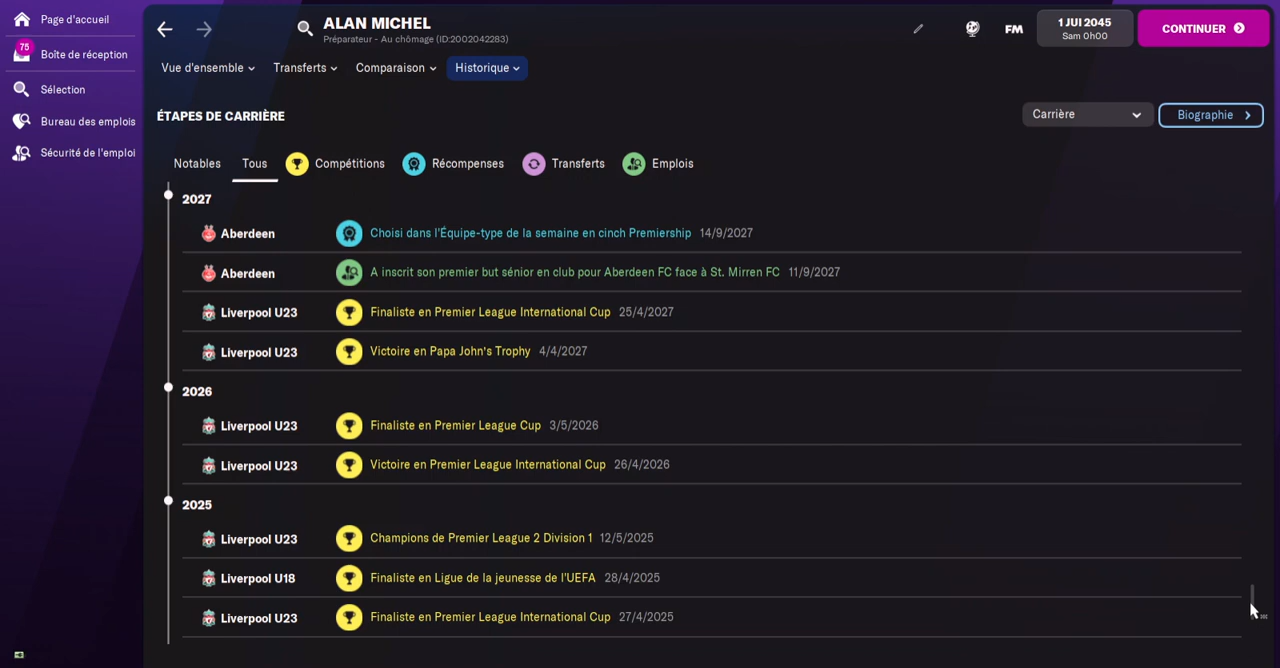 Page d'accueil
75
Boîte de réception
Sélection
Bureau des emplois
Sécurité de l'emploi
ALAN MICHEL
Préparateur - Au chômage (ID:2002042283)
FM
1 JUI 2045
Sam 0h00
CONTINUER
Vue d'ensemble
Transferts
Comparaison
Historique
ÉTAPES DE CARRIÈRE
Carrière
Biographie
Notables
Tous
Compétitions
Récompenses
Transferts
Emplois
2027
Aberdeen Choisi dans l'Équipe-type de la semaine en cinch Premiership 14/9/2027
Aberdeen A inscrit son premier but sénior en club pour Aberdeen FC face à St. Mirren FC 11/9/2027
Liverpool U23 Finaliste en Premier League International Cup 25/4/2027
Liverpool U23 Victoire en Papa John's Trophy 4/4/2027
2026
Liverpool U23 Finaliste en Premier League Cup 3/5/2026
Liverpool U23 Victoire en Premier League International Cup 26/4/2026
2025
Liverpool U23 Champions de Premier League 2 Division 1 12/5/2025
Liverpool U18 Finaliste en Ligue de la jeunesse de l'UEFA 28/4/2025
Liverpool U23 Finaliste en Premier League International Cup 27/4/2025